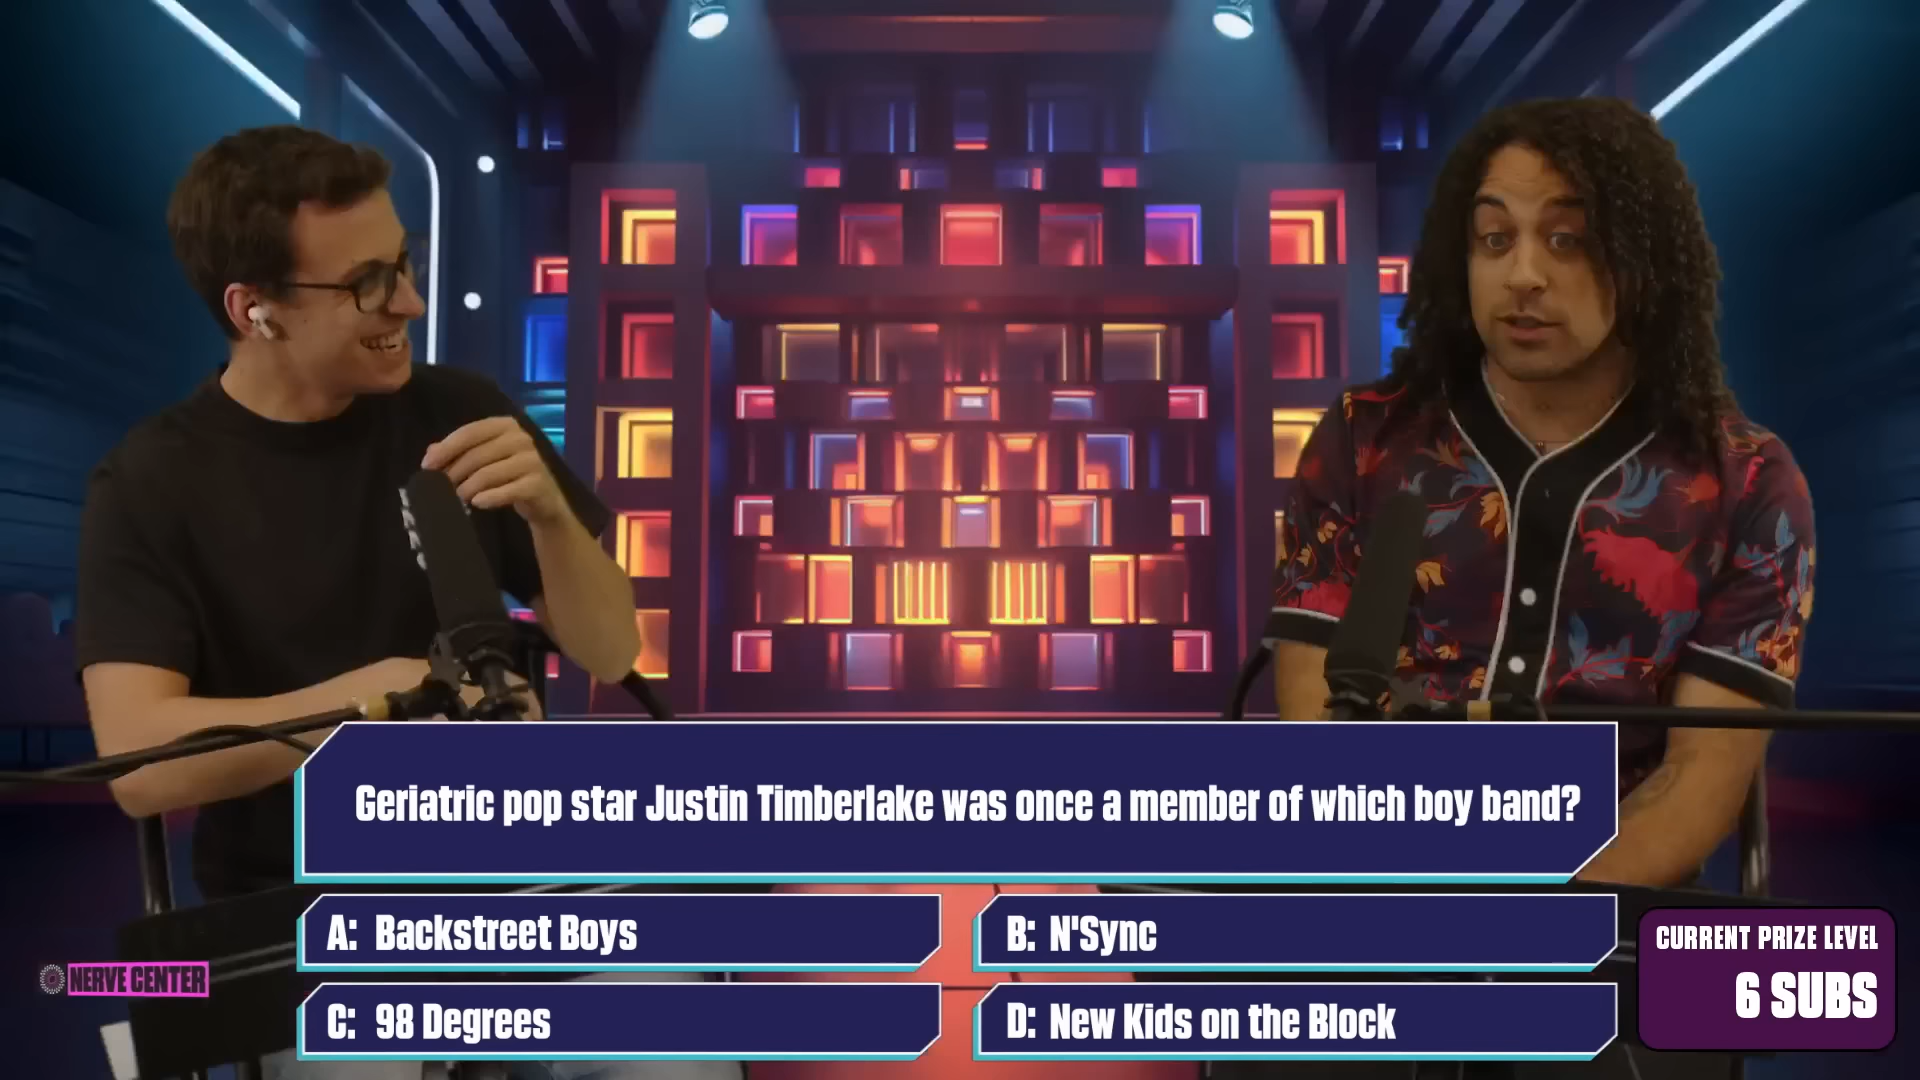 Geriatric pop star Justin Timberlake was once a member of which boy band?
A: Backstreet Boys
B: N'Sync
C: 98 Degrees
D: New Kids on the Block
CURRENT PRIZE LEVEL
6 SUBS
NERVE CENTER